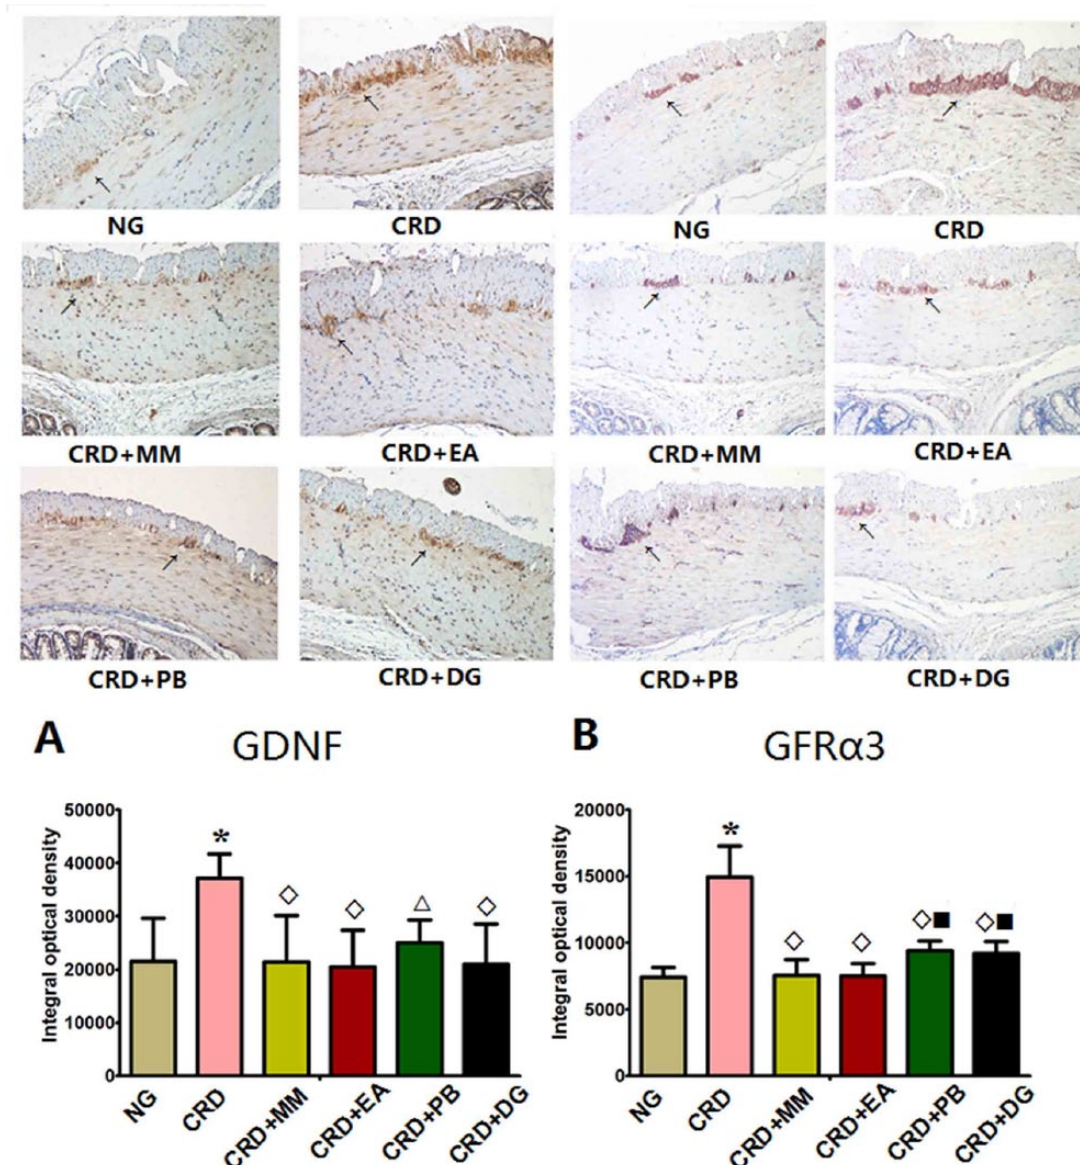 NG CRD NG CRD
CRD+MM CRD+EA CRD+MM CRD+EA
CRD+PB CRD+DG CRD+PB CRD+DG
A GDNF
Integral optical density
50000
40000
30000
20000
10000
0
* ◇ ◇ △ ◇
NG CRD CRD+MM CRD+EA CRD+PB CRD+DG
B GFRα3
Integral optical density
20000
15000
10000
5000
0
* ◇ ◇ ◇■ ◇■
NG CRD CRD+MM CRD+EA CRD+PB CRD+DG